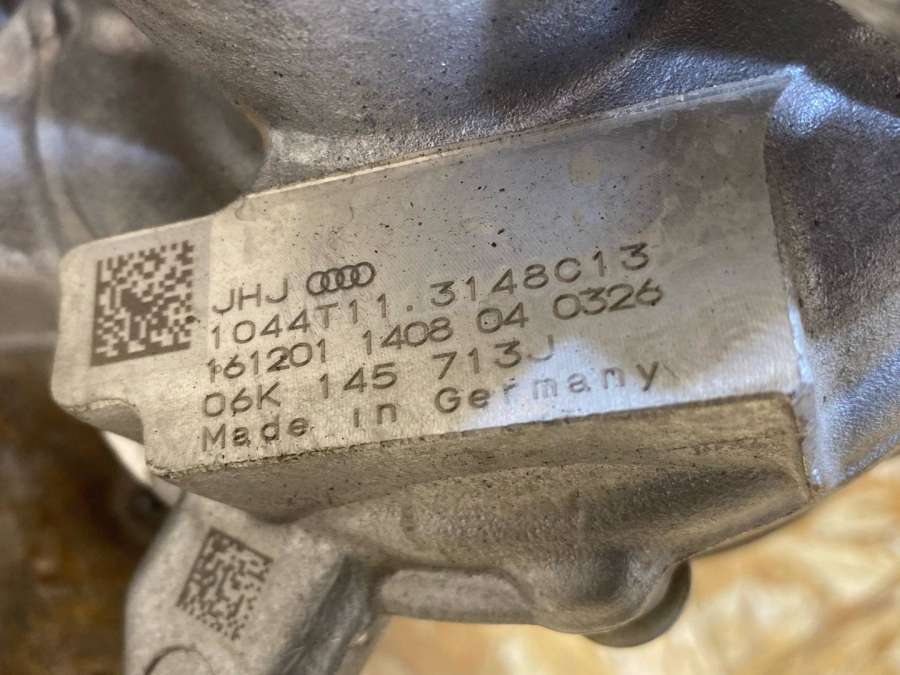 JHJ
1044T11.3148C13
161201 1408 04 0326
06K 145 713J
Made in Germany